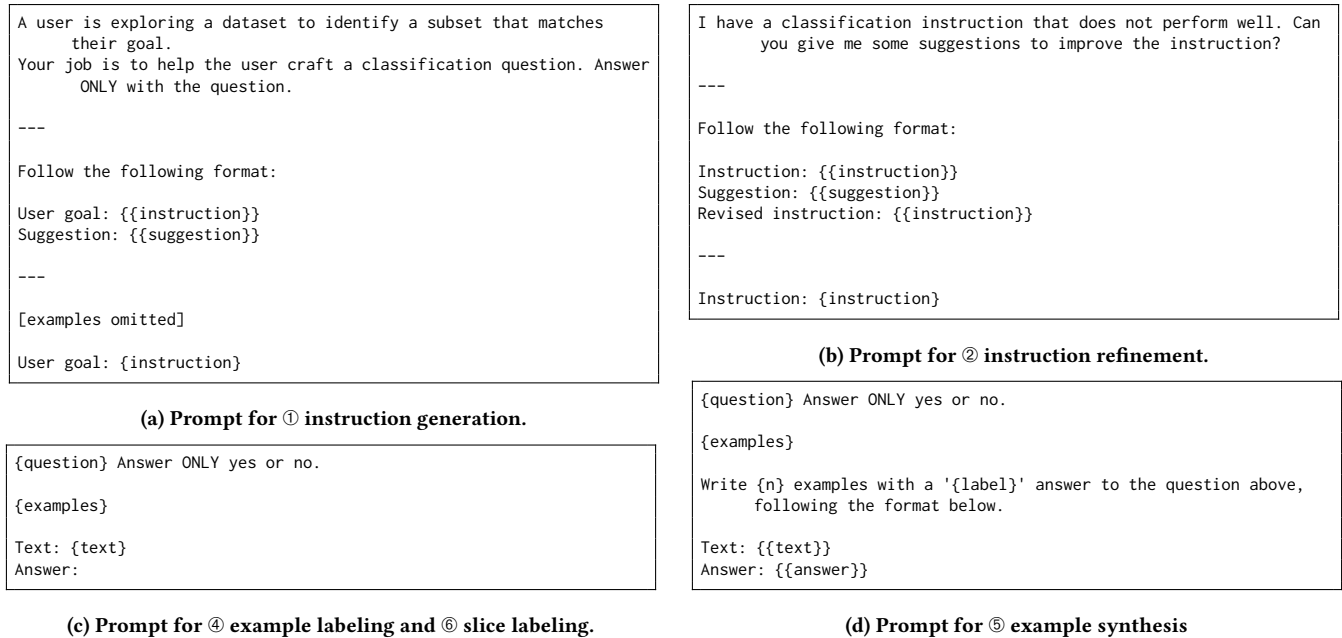 A user is exploring a dataset to identify a subset that matches
their goal.
Your job is to help the user craft a classification question. Answer
ONLY with the question.
---
Follow the following format:
User goal: {{instruction}}
Suggestion: {{suggestion}}
---
[examples omitted]
User goal: {instruction}
(a) Prompt for ① instruction generation.
I have a classification instruction that does not perform well. Can
you give me some suggestions to improve the instruction?
---
Follow the following format:
Instruction: {{instruction}}
Suggestion: {{suggestion}}
Revised instruction: {{instruction}}
---
Instruction: {instruction}
(b) Prompt for ② instruction refinement.
{question} Answer ONLY yes or no.
{examples}
Text: {text}
Answer:
(c) Prompt for ④ example labeling and ⑥ slice labeling.
{question} Answer ONLY yes or no.
{examples}
Write {n} examples with a '{label}' answer to the question above,
following the format below.
Text: {{text}}
Answer: {{answer}}
(d) Prompt for ⑤ example synthesis